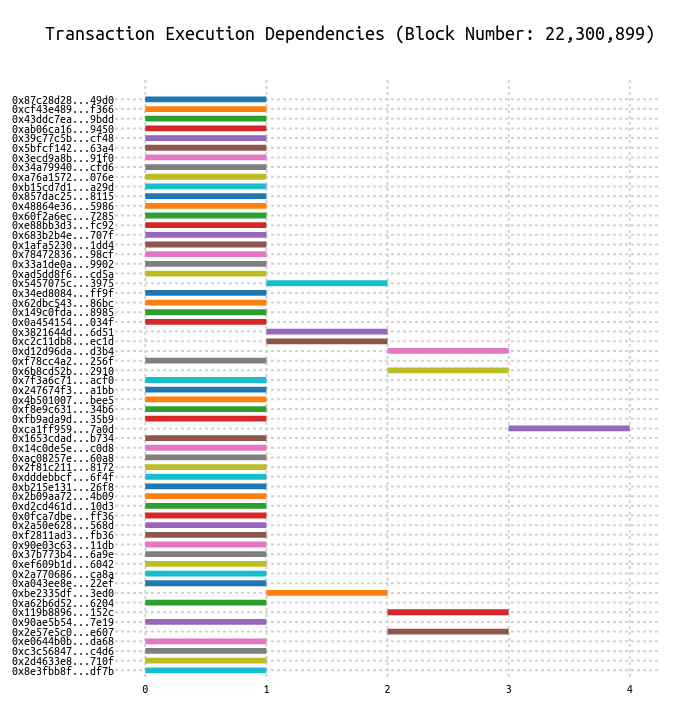 Transaction Execution Dependencies (Block Number: 22,300,899)
0x87c28d28...49d0
0xcf43e489...f366
0x43ddc7ea...9bdd
0xab06ca16...9450
0x39c77c5b...cf48
0x5bfcf142...63a4
0x3ecd9a8b...91f0
0x34a79940...cfd6
0xa76a1572...076e
0xb15cd7d1...a29d
0x857dac25...8115
0x48864e36...5986
0x60f2a6ec...7285
0xe88bb3d3...fc92
0x683b2b4e...707f
0x1afa5230...1dd4
0x78472836...98cf
0x33a1de0a...9902
0xad5dd8f6...cd5a
0x5457075c...3975
0x34ed8084...ff9f
0x62dbc543...86bc
0x149c0fda...8985
0x0a454154...034f
0x3821644d...6d51
0xc2c11db8...ec1d
0xd12d96da...d3b4
0xf78cc4a2...256f
0x6b8cd52b...2910
0x7f3a6c71...acf0
0x247674f3...a1bb
0x4b501007...bee5
0xf8e9c631...34b6
0xfb9ada9d...35b9
0xca1ff959...7a0d
0x1653cdad...b734
0x14c0de5e...c0d8
0xac08257e...60a8
0x2f81c211...8172
0xdddebbcf...6f4f
0xb215e131...26f8
0x2b09aa72...4b09
0xd2cd461d...10d3
0x0fca7dbe...ff36
0x2a50e628...568d
0xf2811ad3...fb36
0x90e03c63...11db
0x37b773b4...6a9e
0xef609b1d...6042
0x2a770686...ca8a
0xa043ee8e...22ef
0xbe2335df...3ed0
0xa62b6d52...6204
0x119b8896...152c
0x90ae5b54...7e19
0x2e57e5c0...e607
0xe0644b0b...da68
0xc3c56847...c4d6
0x2d4633e8...710f
0x8e3fbb8f...df7b
0 1 2 3 4